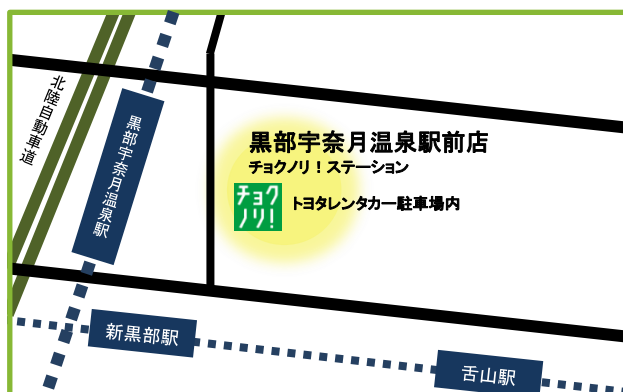 北陸自動車道
黒部宇奈月温泉駅
黒部宇奈月温泉駅前店
チョクノリ！ステーション
チョク
ノリ!
トヨタレンタカー駐車場内
新黒部駅
舌山駅